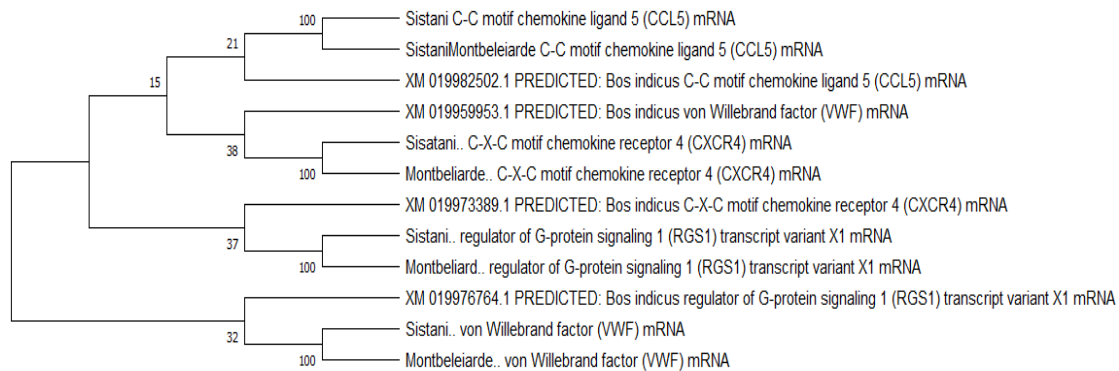 100
Sistani C-C motif chemokine ligand 5 (CCL5) mRNA
21
SistaniMontbeleiarde C-C motif chemokine ligand 5 (CCL5) mRNA
15
XM 019982502.1 PREDICTED: Bos indicus C-C motif chemokine ligand 5 (CCL5) mRNA
XM 019959953.1 PREDICTED: Bos indicus von Willebrand factor (VWF) mRNA
38
Sisatani.. C-X-C motif chemokine receptor 4 (CXCR4) mRNA
100
Montbeliarde.. C-X-C motif chemokine receptor 4 (CXCR4) mRNA
XM 019973389.1 PREDICTED: Bos indicus C-X-C motif chemokine receptor 4 (CXCR4) mRNA
37
Sistani.. regulator of G-protein signaling 1 (RGS1) transcript variant X1 mRNA
100
Montbeliard.. regulator of G-protein signaling 1 (RGS1) transcript variant X1 mRNA
XM 019976764.1 PREDICTED: Bos indicus regulator of G-protein signaling 1 (RGS1) transcript variant X1 mRNA
32
Sistani.. von Willebrand factor (VWF) mRNA
100
Montbeleiarde.. von Willebrand factor (VWF) mRNA